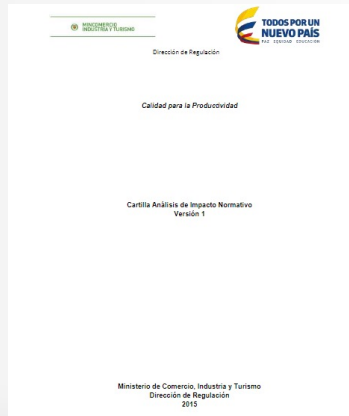 MINCOMERCIO
INDUSTRIA Y TURISMO
TODOS POR UN
NUEVO PAÍS
PAZ EQUIDAD EDUCACIÓN
Dirección de Regulación
Calidad para la Productividad
Cartilla Análisis de Impacto Normativo
Versión 1
Ministerio de Comercio, Industria y Turismo
Dirección de Regulación
2015